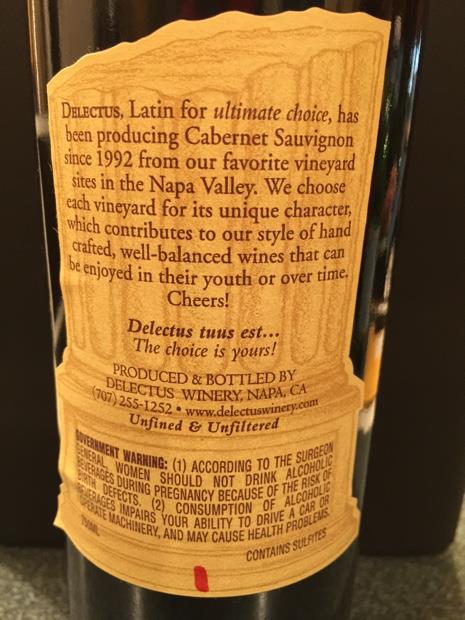 DELECTUS, Latin for ultimate choice, has
been producing Cabernet Sauvignon
since 1992 from our favorite vineyard
sites in the Napa Valley. We choose
each vineyard for its unique character,
which contributes to our style of hand
crafted, well-balanced wines that can
be enjoyed in their youth or over time.
Cheers!
Delectus tuus est...
The choice is yours!
PRODUCED & BOTTLED BY
DELECTUS WINERY, NAPA, CA
(707) 255-1252 • www.delectuswinery.com
Unfined & Unfiltered
GOVERNMENT WARNING: (1) ACCORDING TO THE SURGEON
GENERAL, WOMEN SHOULD NOT DRINK ALCOHOLIC
BEVERAGES DURING PREGNANCY BECAUSE OF THE RISK OF
BIRTH DEFECTS. (2) CONSUMPTION OF ALCOHOLIC
BEVERAGES IMPAIRS YOUR ABILITY TO DRIVE A CAR OR
OPERATE MACHINERY, AND MAY CAUSE HEALTH PROBLEMS.
750ML
CONTAINS SULFITES